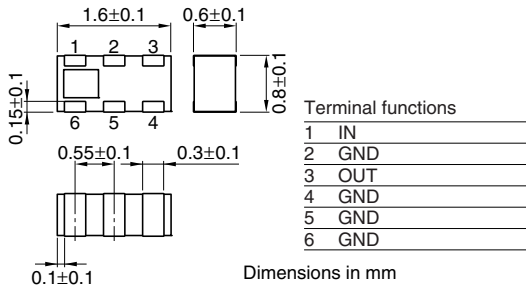 1.6±0.1
0.6±0.1
1 2 3
0.15±0.1
0.8±0.1
6 5 4
0.55±0.1
0.3±0.1
0.1±0.1
Terminal functions
1 IN
2 GND
3 OUT
4 GND
5 GND
6 GND
Dimensions in mm